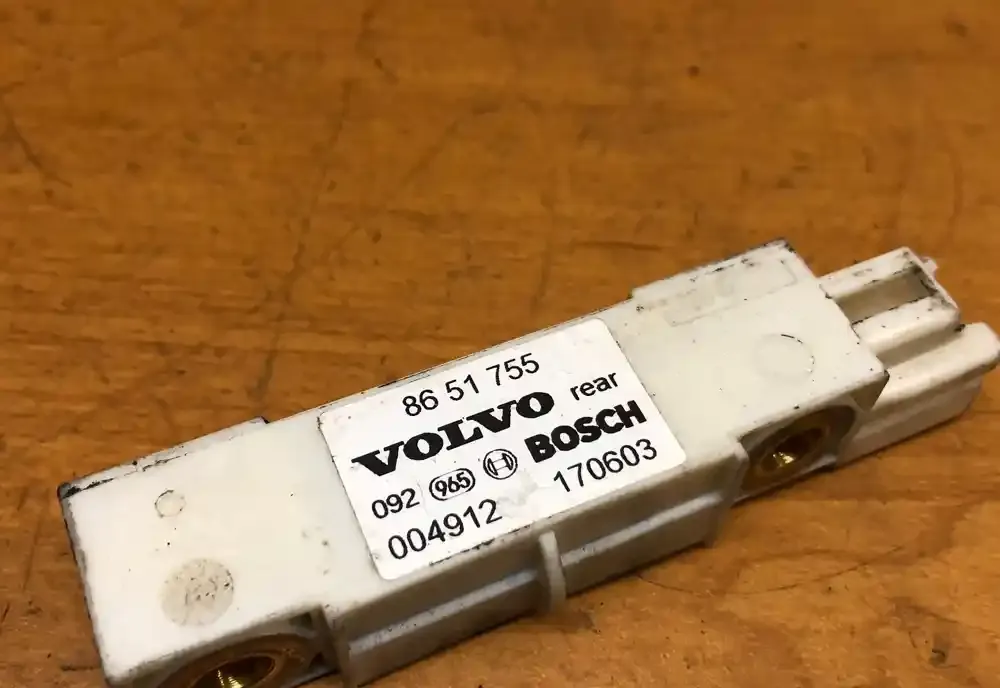 86 51 755
VOLVO rear
092 965 BOSCH
004912 170603